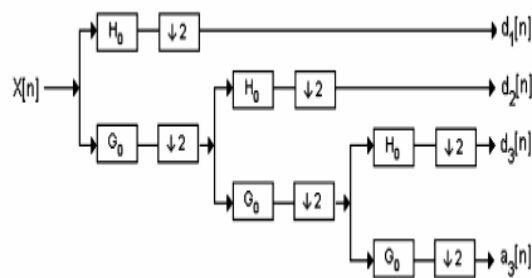 H₀ ↓2 d₁[n]
X[n]
H₀ ↓2 d₂[n]
G₀ ↓2
H₀ ↓2 d₃[n]
G₀ ↓2
G₀ ↓2 a₃[n]